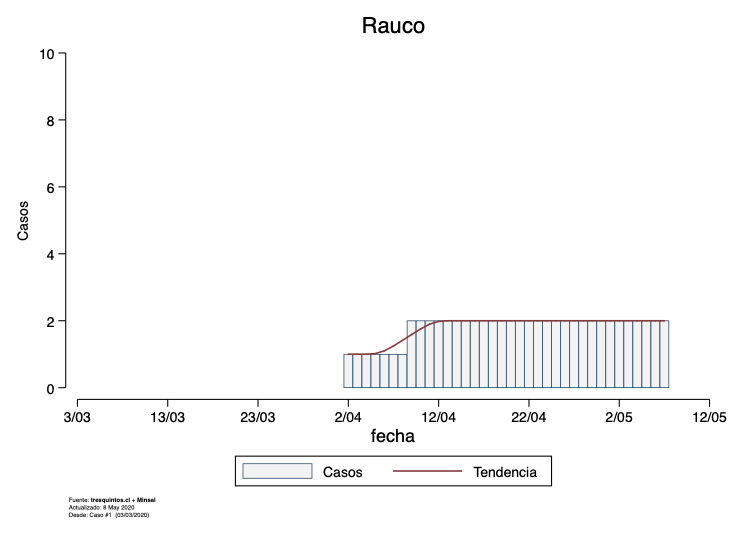 Rauco
10
8
6
4
2
0
Casos
3/03 13/03 23/03 2/04 12/04 22/04 2/05 12/05
fecha
Casos Tendencia
Fuente: tresquintos.cl + Minsal
Actualizado: 8 May 2020
Desde: Caso #1 (03/03/2020)